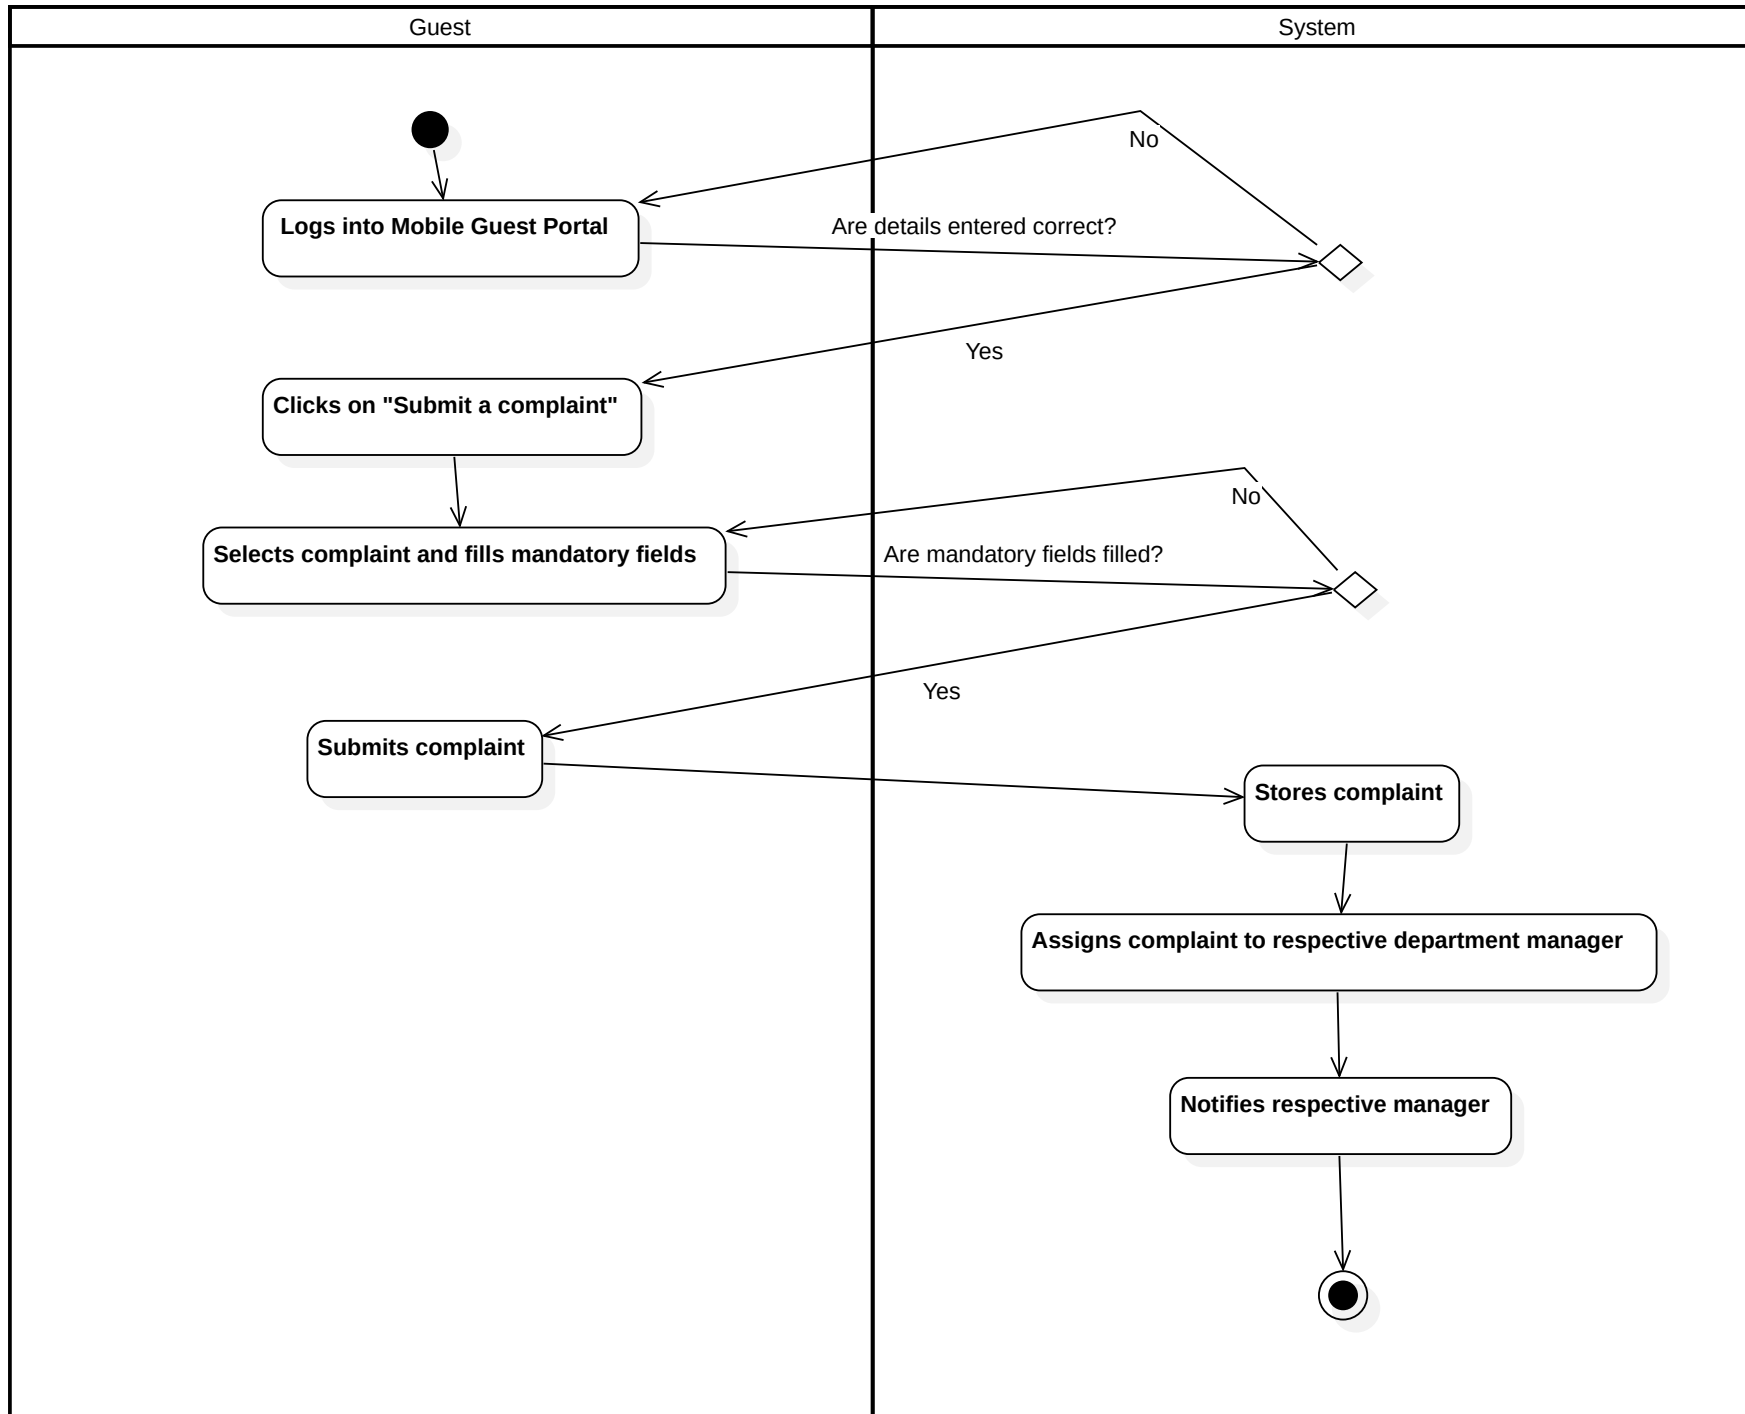 Guest
System
No
Logs into Mobile Guest Portal
Are details entered correct?
Yes
Clicks on "Submit a complaint"
No
Selects complaint and fills mandatory fields
Are mandatory fields filled?
Yes
Submits complaint
Stores complaint
Assigns complaint to respective department manager
Notifies respective manager